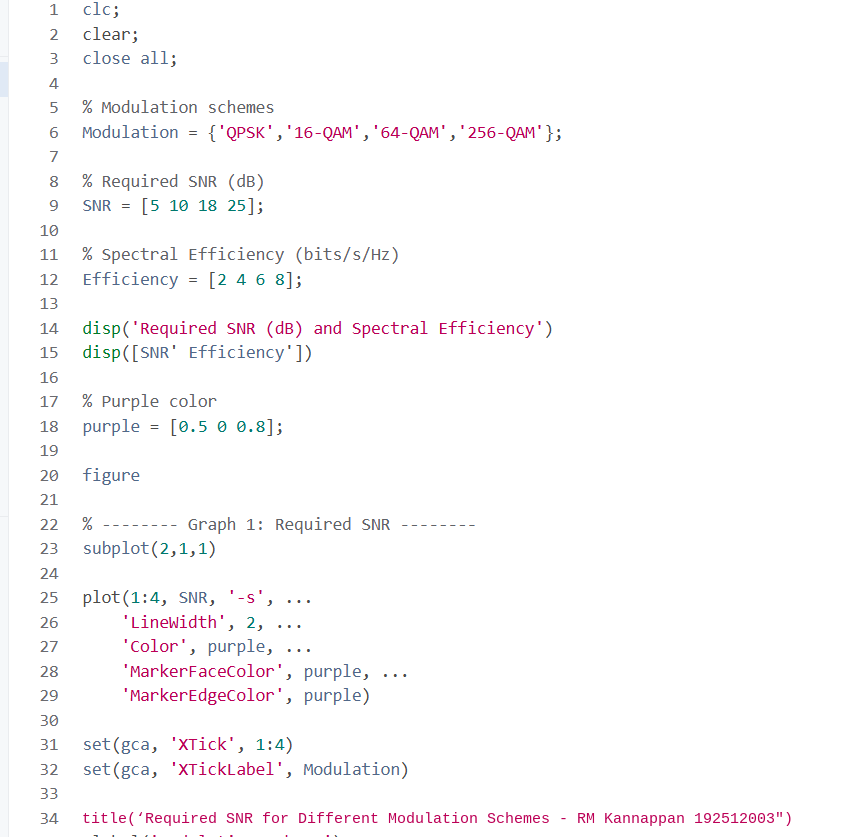 1 clc;
2 clear;
3 close all;
4
5 % Modulation schemes
6 Modulation = {'QPSK','16-QAM','64-QAM','256-QAM'};
7
8 % Required SNR (dB)
9 SNR = [5 10 18 25];
10
11 % Spectral Efficiency (bits/s/Hz)
12 Efficiency = [2 4 6 8];
13
14 disp('Required SNR (dB) and Spectral Efficiency')
15 disp([SNR' Efficiency'])
16
17 % Purple color
18 purple = [0.5 0 0.8];
19
20 figure
21
22 % -------- Graph 1: Required SNR --------
23 subplot(2,1,1)
24
25 plot(1:4, SNR, '-s', ...
26     'LineWidth', 2, ...
27     'Color', purple, ...
28     'MarkerFaceColor', purple, ...
29     'MarkerEdgeColor', purple)
30
31 set(gca, 'XTick', 1:4)
32 set(gca, 'XTickLabel', Modulation)
33
34 title(‘Required SNR for Different Modulation Schemes - RM Kannappan 192512003")